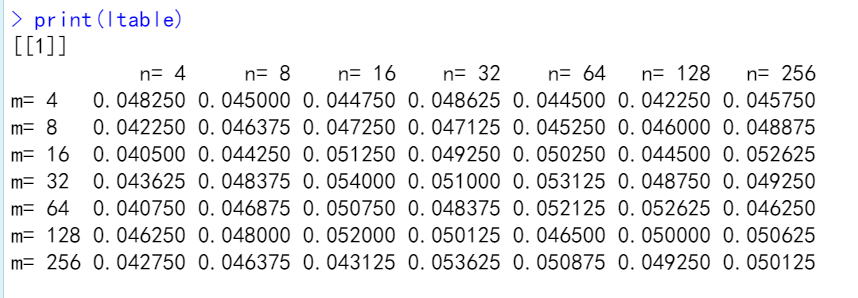 > print(ltable)
[[1]]
n= 4 n= 8 n= 16 n= 32 n= 64 n= 128 n= 256
m= 4 0.048250 0.045000 0.044750 0.048625 0.044500 0.042250 0.045750
m= 8 0.042250 0.046375 0.047250 0.047125 0.045250 0.046000 0.048875
m= 16 0.040500 0.044250 0.051250 0.049250 0.050250 0.044500 0.052625
m= 32 0.043625 0.048375 0.054000 0.051000 0.053125 0.048750 0.049250
m= 64 0.040750 0.046875 0.050750 0.048375 0.052125 0.052625 0.046250
m= 128 0.046250 0.048000 0.052000 0.050125 0.046500 0.050000 0.050625
m= 256 0.042750 0.046375 0.043125 0.053625 0.050875 0.049250 0.050125